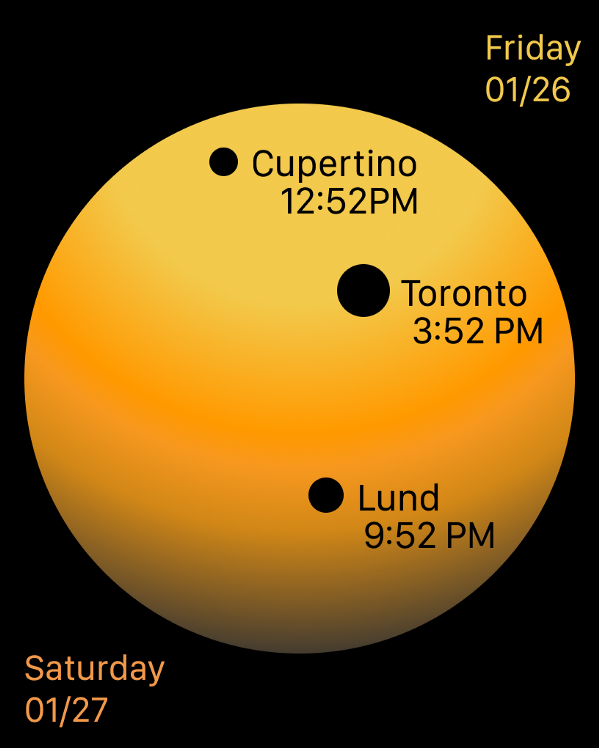 Friday
01/26
Cupertino
12:52PM
Toronto
3:52 PM
Lund
9:52 PM
Saturday
01/27